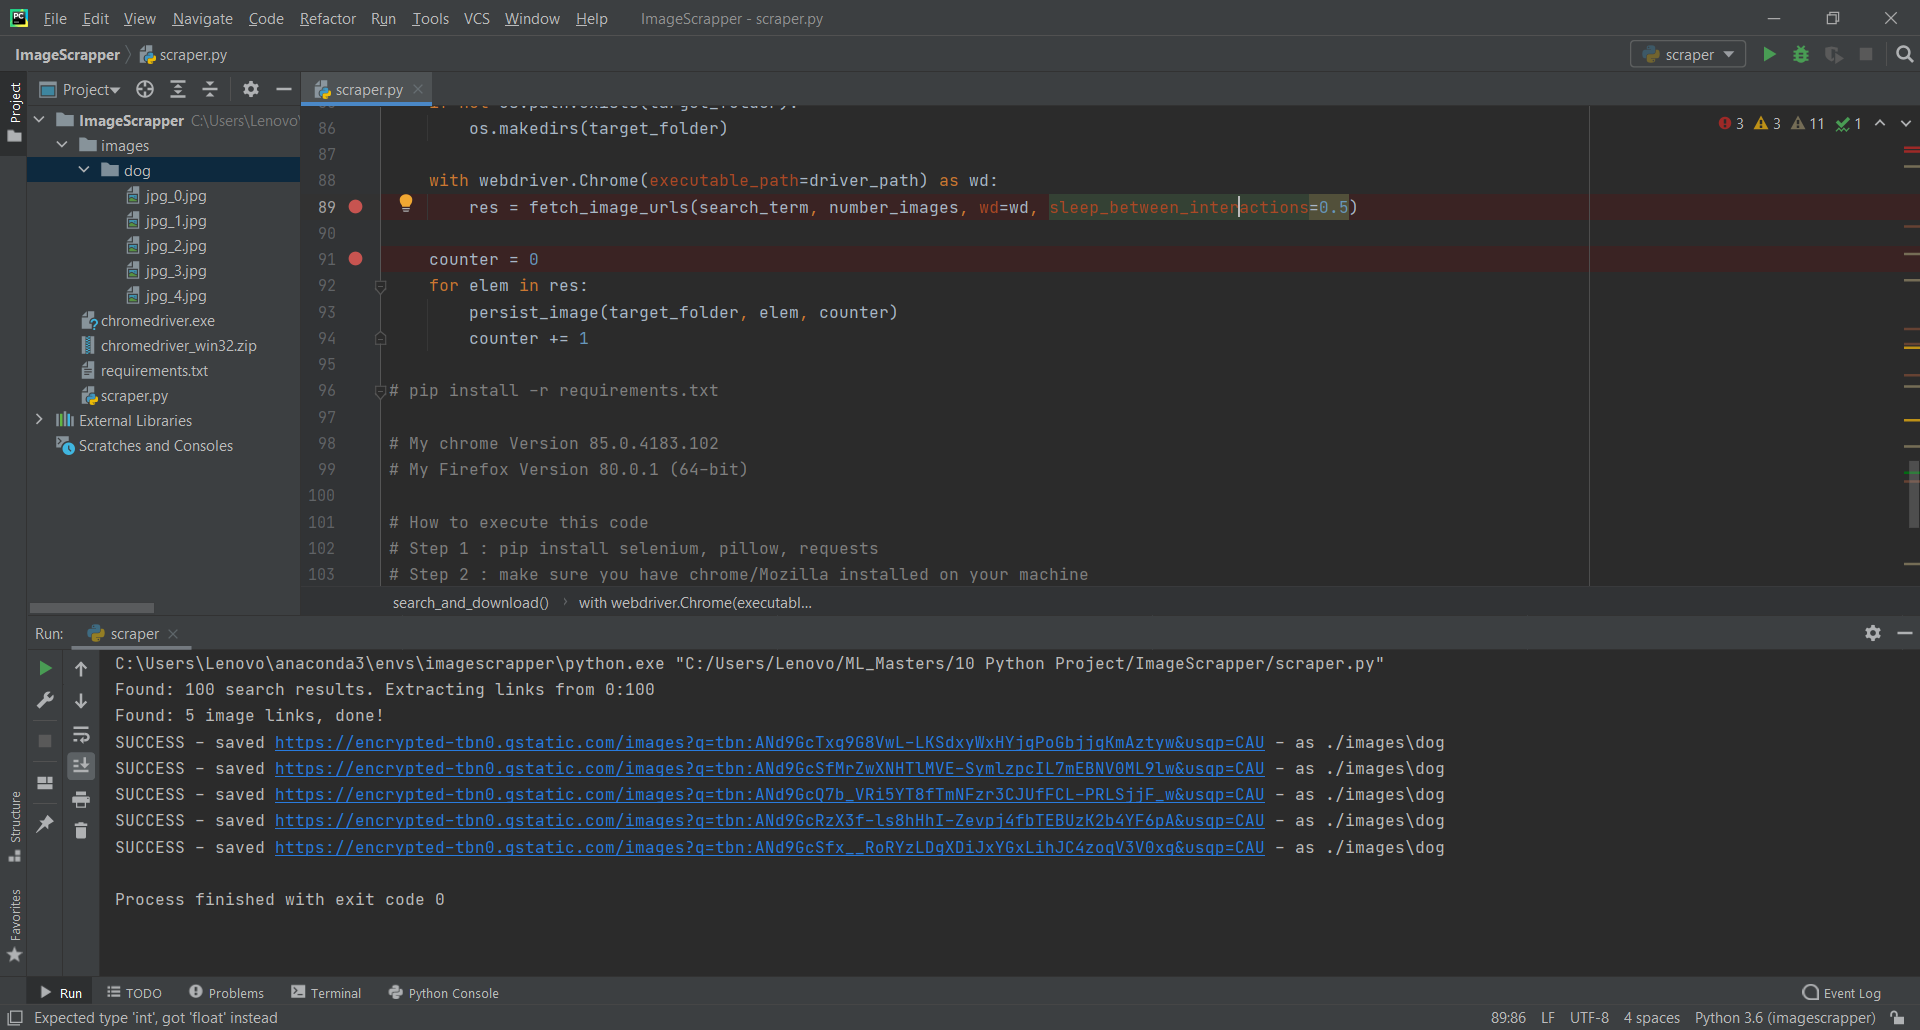 File Edit View Navigate Code Refactor Run Tools VCS Window Help ImageScrapper - scraper.py
ImageScrapper scraper.py
scraper
Project
Project
scraper.py
ImageScrapper C:\Users\Lenovo\
images
dog
jpg_0.jpg
jpg_1.jpg
jpg_2.jpg
jpg_3.jpg
jpg_4.jpg
chromedriver.exe
chromedriver_win32.zip
requirements.txt
scraper.py
External Libraries
Scratches and Consoles
3 3 11 1
if not os.path.exists(target_folder):
86 os.makedirs(target_folder)
87
88 with webdriver.Chrome(executable_path=driver_path) as wd:
89 res = fetch_image_urls(search_term, number_images, wd=wd, sleep_between_interactions=0.5)
90
91 counter = 0
92 for elem in res:
93 persist_image(target_folder, elem, counter)
94 counter += 1
95
96 # pip install -r requirements.txt
97
98 # My chrome Version 85.0.4183.102
99 # My Firefox Version 80.0.1 (64-bit)
100
101 # How to execute this code
102 # Step 1 : pip install selenium, pillow, requests
103 # Step 2 : make sure you have chrome/Mozilla installed on your machine
search_and_download() with webdriver.Chrome(executabl...
Run: scraper
C:\Users\Lenovo\anaconda3\envs\imagescrapper\python.exe "C:/Users/Lenovo/ML_Masters/10 Python Project/ImageScrapper/scraper.py"
Found: 100 search results. Extracting links from 0:100
Found: 5 image links, done!
SUCCESS - saved https://encrypted-tbn0.gstatic.com/images?q=tbn:ANd9GcTxq9G8VwL-LKSdxyWxHYjgPoGbjjgKmAztyw&usqp=CAU - as ./images\dog
SUCCESS - saved https://encrypted-tbn0.gstatic.com/images?q=tbn:ANd9GcSfMrZwXNHTlMVE-SymlzpcIL7mEBNV0ML9lw&usqp=CAU - as ./images\dog
SUCCESS - saved https://encrypted-tbn0.gstatic.com/images?q=tbn:ANd9GcQ7b_VRi5YT8fTmNFzr3CJUfFCL-PRLSjjF_w&usqp=CAU - as ./images\dog
SUCCESS - saved https://encrypted-tbn0.gstatic.com/images?q=tbn:ANd9GcRzX3f-ls8hHhI-Zevpj4fbTEBUzK2b4YF6pA&usqp=CAU - as ./images\dog
SUCCESS - saved https://encrypted-tbn0.gstatic.com/images?q=tbn:ANd9GcSfx__RoRYzLDqXDiJxYGxLihJC4zoqV3V0xg&usqp=CAU - as ./images\dog
Process finished with exit code 0
Structure
Favorites
Run TODO Problems Terminal Python Console Event Log
Expected type 'int', got 'float' instead 89:86 LF UTF-8 4 spaces Python 3.6 (imagescrapper)